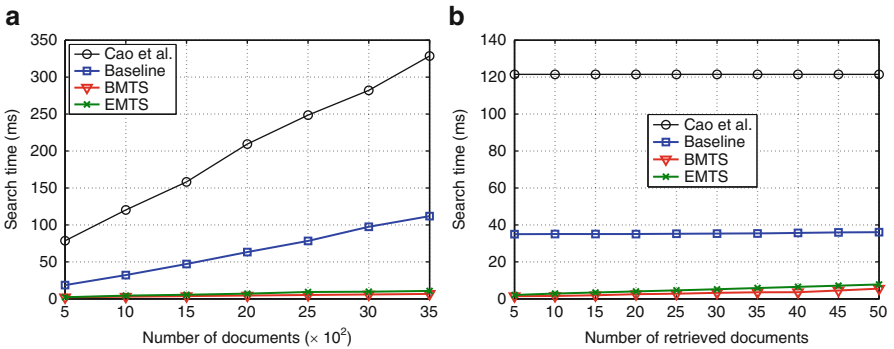 a
350
300
250
200
150
100
50
0
Search time (ms)
Cao et al.
Baseline
BMTS
EMTS
5 10 15 20 25 30 35
Number of documents (× 10²)
b
140
120
100
80
60
40
20
0
Search time (ms)
Cao et al.
Baseline
BMTS
EMTS
5 10 15 20 25 30 35 40 45 50
Number of retrieved documents